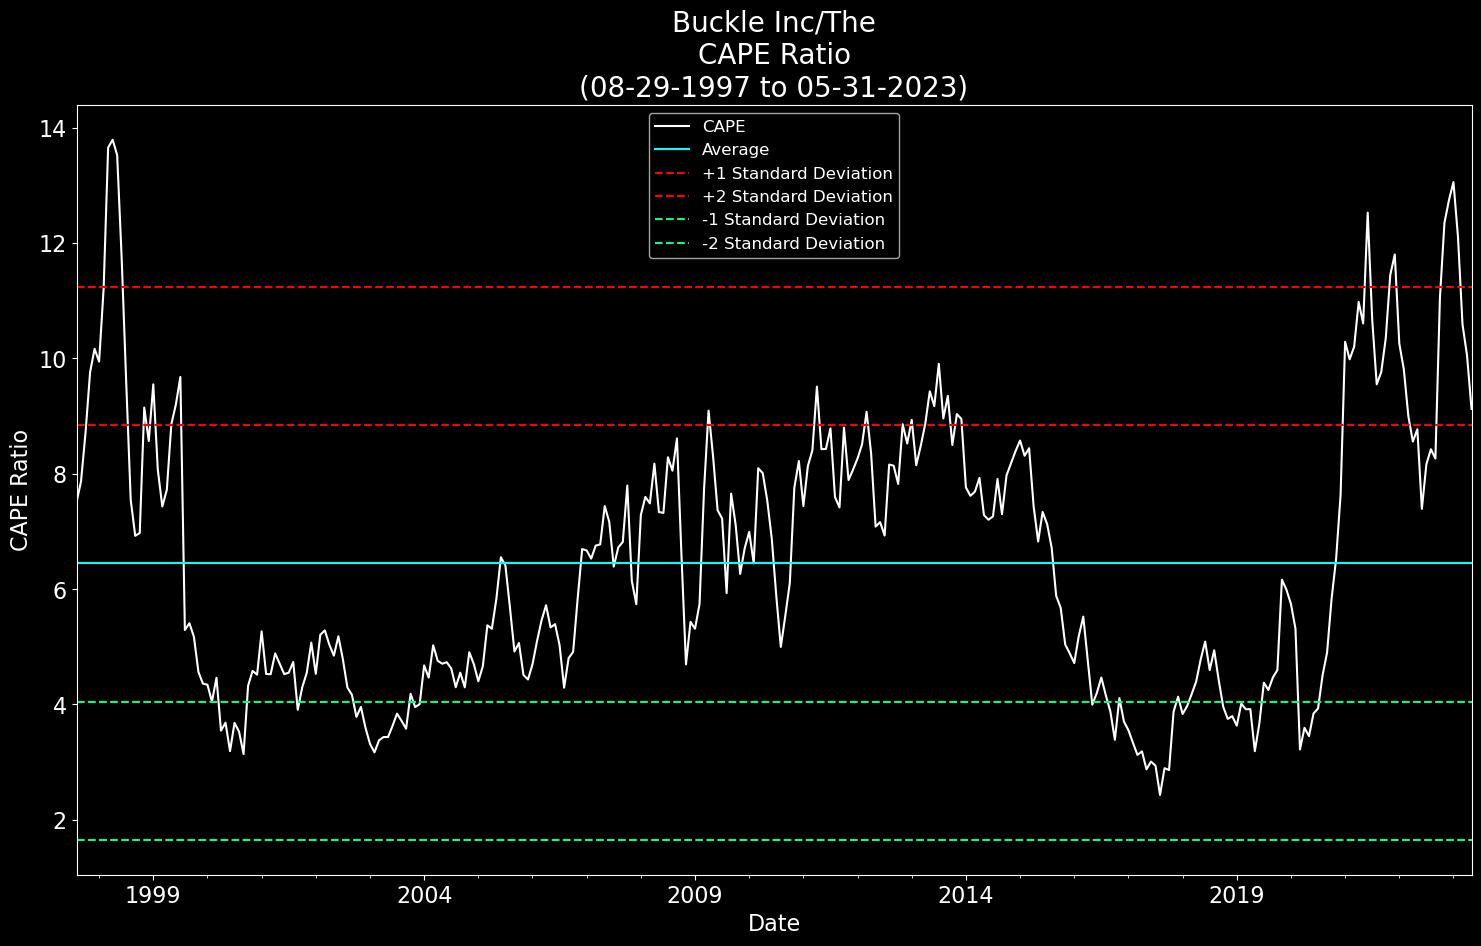 Buckle Inc/The
CAPE Ratio
(08-29-1997 to 05-31-2023)
CAPE
Average
+1 Standard Deviation
+2 Standard Deviation
-1 Standard Deviation
-2 Standard Deviation
14
12
10
8
6
4
2
CAPE Ratio
1999 2004 2009 2014 2019
Date